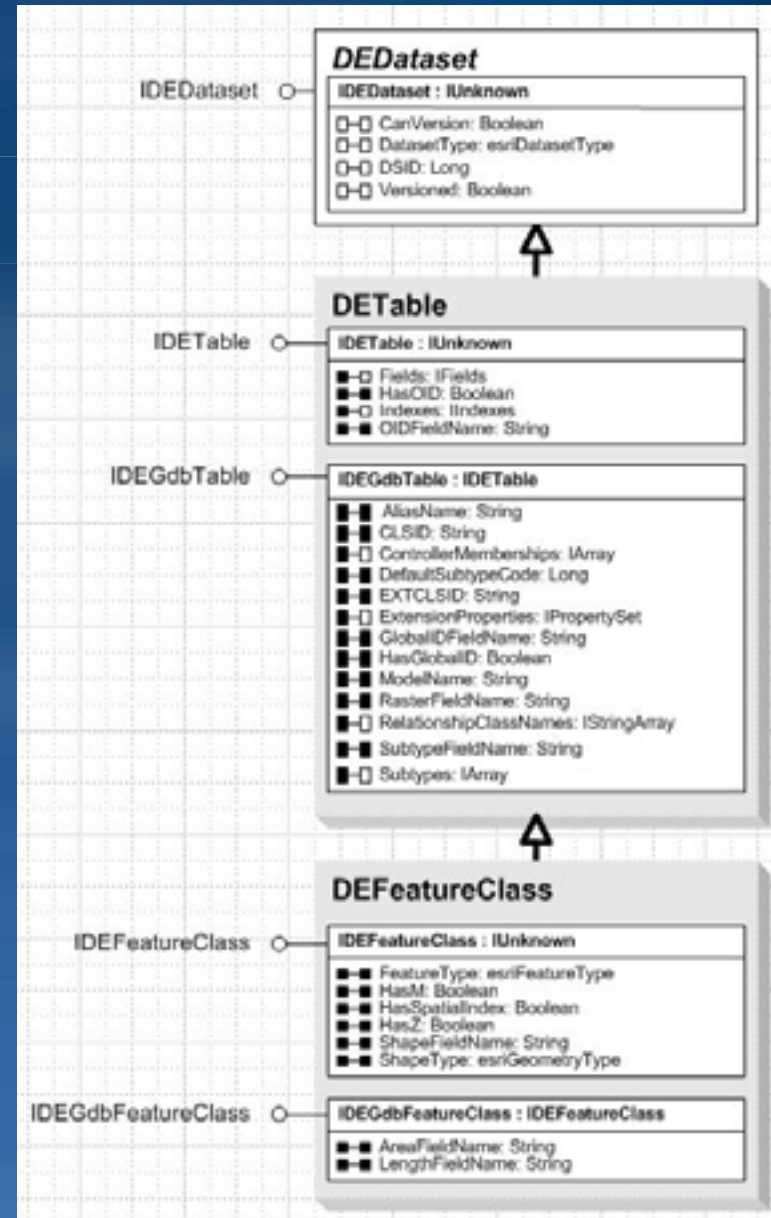 DEDataset
IDEDataset
IDEDataset : IUnknown
CanVersion: Boolean
DatasetType: esriDatasetType
DSID: Long
Versioned: Boolean
DETable
IDETable
IDETable : IUnknown
Fields: IFields
HasOID: Boolean
Indexes: IIndexes
OIDFieldName: String
IDEGdbTable
IDEGdbTable : IDETable
AliasName: String
CLSID: String
ControllerMemberships: IArray
DefaultSubtypeCode: Long
EXTCLSID: String
ExtensionProperties: IPropertySet
GlobalIDFieldName: String
HasGlobalID: Boolean
ModelName: String
RasterFieldName: String
RelationshipClassNames: IStringArray
SubtypeFieldName: String
Subtypes: IArray
DEFeatureClass
IDEFeatureClass
IDEFeatureClass : IUnknown
FeatureType: esriFeatureType
HasM: Boolean
HasSpatialIndex: Boolean
HasZ: Boolean
ShapeFieldName: String
ShapeType: esriGeometryType
IDEGdbFeatureClass
IDEGdbFeatureClass : IDEFeatureClass
AreaFieldName: String
LengthFieldName: String